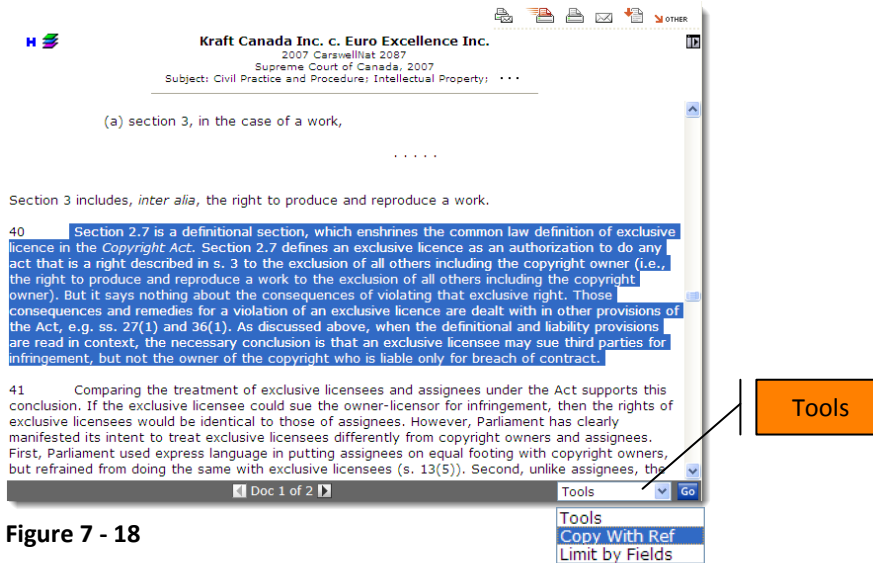 OTHER
H
Kraft Canada Inc. c. Euro Excellence Inc.
2007 CarswellNat 2087
Supreme Court of Canada, 2007
Subject: Civil Practice and Procedure; Intellectual Property; ...
(a) section 3, in the case of a work,
. . . . .
Section 3 includes, inter alia, the right to produce and reproduce a work.
40 Section 2.7 is a definitional section, which enshrines the common law definition of exclusive
licence in the Copyright Act. Section 2.7 defines an exclusive licence as an authorization to do any
act that is a right described in s. 3 to the exclusion of all others including the copyright owner (i.e.,
the right to produce and reproduce a work to the exclusion of all others including the copyright
owner). But it says nothing about the consequences of violating that exclusive right. Those
consequences and remedies for a violation of an exclusive licence are dealt with in other provisions of
the Act, e.g. ss. 27(1) and 36(1). As discussed above, when the definitional and liability provisions
are read in context, the necessary conclusion is that an exclusive licensee may sue third parties for
infringement, but not the owner of the copyright who is liable only for breach of contract.
41 Comparing the treatment of exclusive licensees and assignees under the Act supports this
conclusion. If the exclusive licensee could sue the owner-licensor for infringement, then the rights of
exclusive licensees would be identical to those of assignees. However, Parliament has clearly
manifested its intent to treat exclusive licensees differently from copyright owners and assignees.
First, Parliament used express language in putting assignees on equal footing with copyright owners,
but refrained from doing the same with exclusive licensees (s. 13(5)). Second, unlike assignees, the
Tools
Doc 1 of 2
Tools
Go
Tools
Copy With Ref
Limit by Fields
Figure 7 - 18